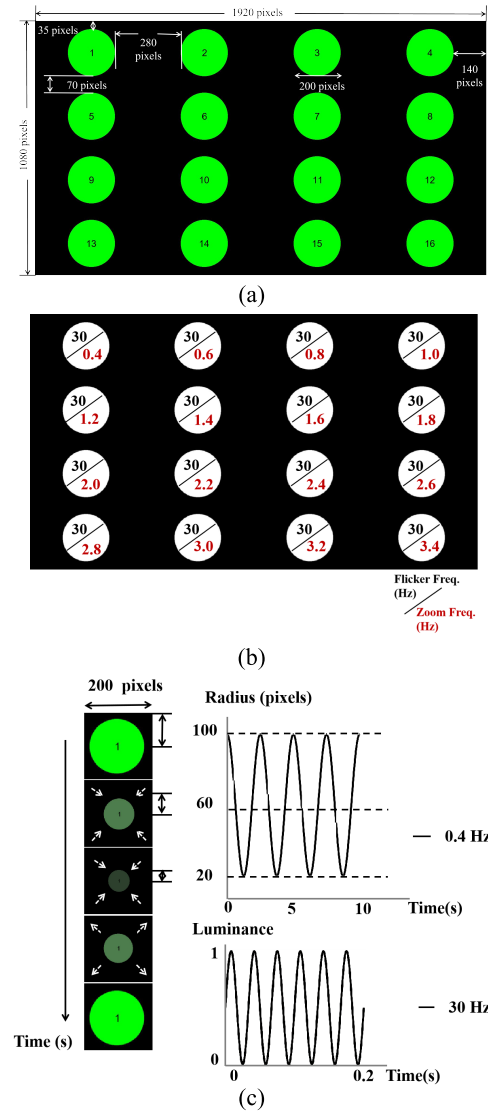 1920 pixels
35 pixels
1 2 3 4
280 pixels
140 pixels
70 pixels
200 pixels
5 6 7 8
1080 pixels
9 10 11 12
13 14 15 16
(a)
30 30 30 30
0.4 0.6 0.8 1.0
30 30 30 30
1.2 1.4 1.6 1.8
30 30 30 30
2.0 2.2 2.4 2.6
30 30 30 30
2.8 3.0 3.2 3.4
Flicker Freq.
(Hz)
Zoom Freq.
(Hz)
(b)
200 pixels
1
1
1
1
1
Time (s)
Radius (pixels)
100
60
20
0 5 10 Time(s)
0.4 Hz
Luminance
1
0
0 0.2 Time(s)
30 Hz
(c)